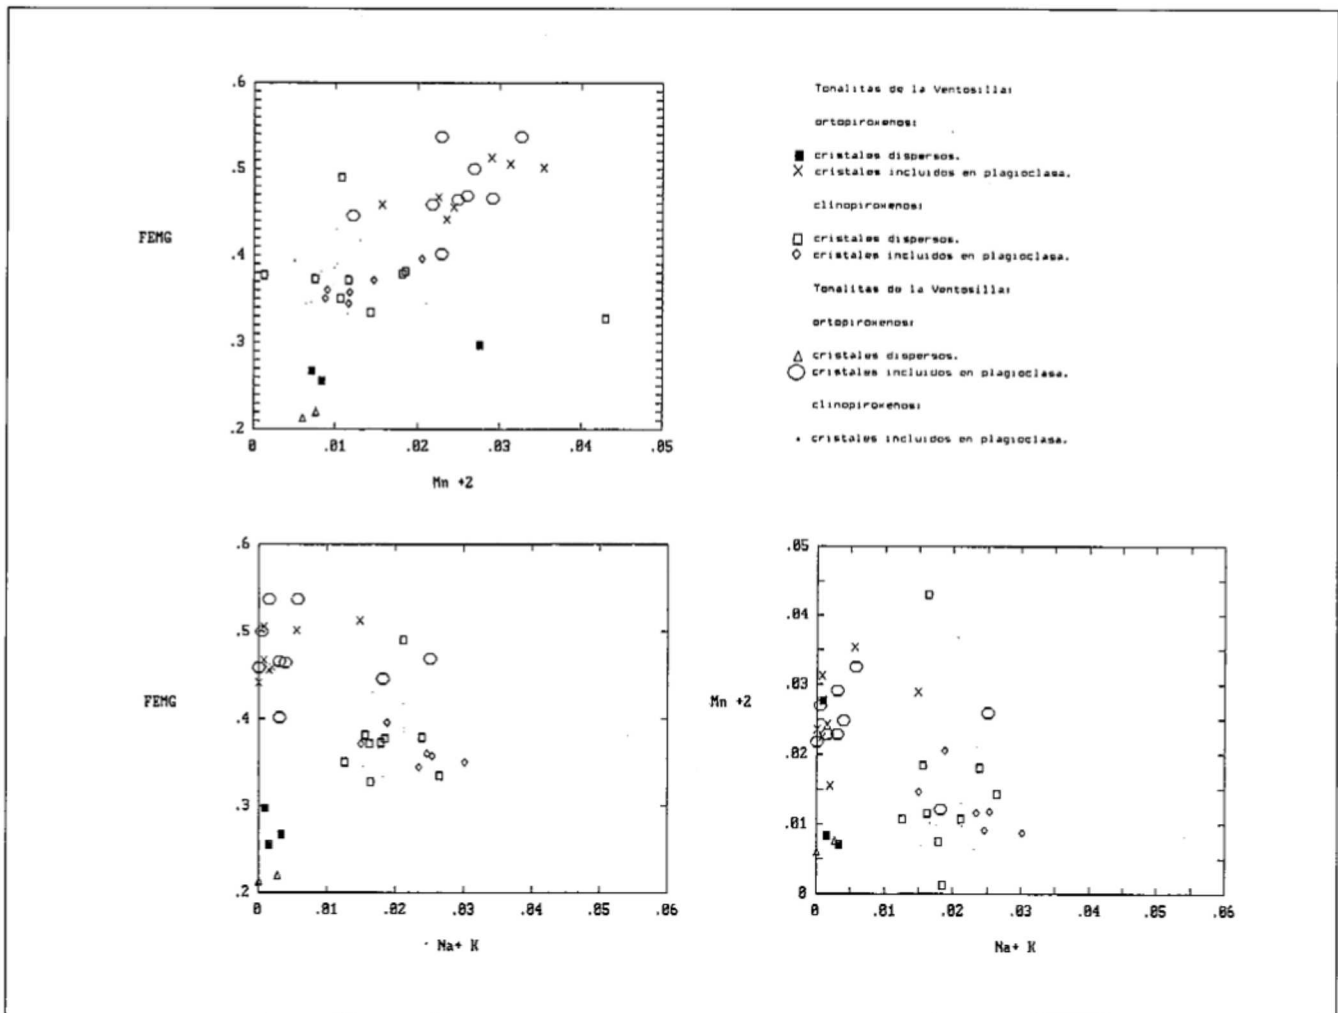 .6
.5
.4
.3
.2
FEMG
0
.01
.02
.03
.04
.05
Mn +2
Tonalitas de la Ventosilla:
ortopiroxenos:
cristales dispersos.
cristales incluidos en plagioclasa.
clinopiroxenos:
cristales dispersos.
cristales incluidos en plagioclasa.
Tonalitas de la Ventosilla:
ortopiroxenos:
cristales dispersos.
cristales incluidos en plagioclasa.
clinopiroxenos:
cristales incluidos en plagioclasa.
.6
.5
.4
.3
.2
FEMG
0
.01
.02
.03
.04
.05
.06
Na+ K
.05
.04
.03
.02
.01
0
Mn +2
0
.01
.02
.03
.04
.05
.06
Na+ K